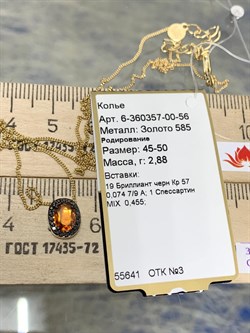 Колье
Арт. 6-360357-00-56
Металл: Золото 585
Родирование
Размер: 45-50
Масса, г: 2,88
Вставки:
19 Бриллиант черн Кр 57
0,074 7/9 А; 1 Спессартин
MIX 0,455;
55641 ОТК №3
ГОСТ 17435-72